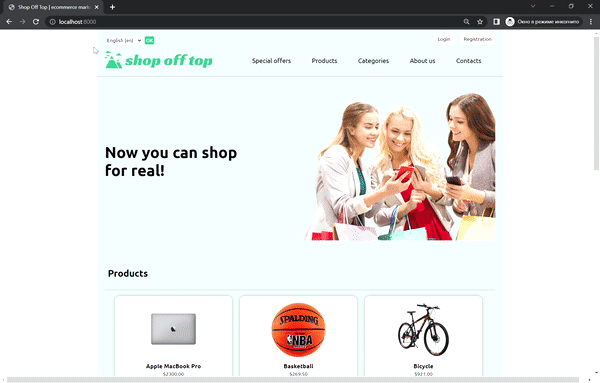 Shop Off Top | ecommerce mark
localhost:8000
Окно в режиме инкогнито
English (en)
OK
Login
Registration
shop off top
Special offers
Products
Categories
About us
Contacts
Now you can shop
for real!
Products
SPALDING
NBA
Apple MacBook Pro
Basketball
Bicycle
$2300.00
$269.50
$921.00